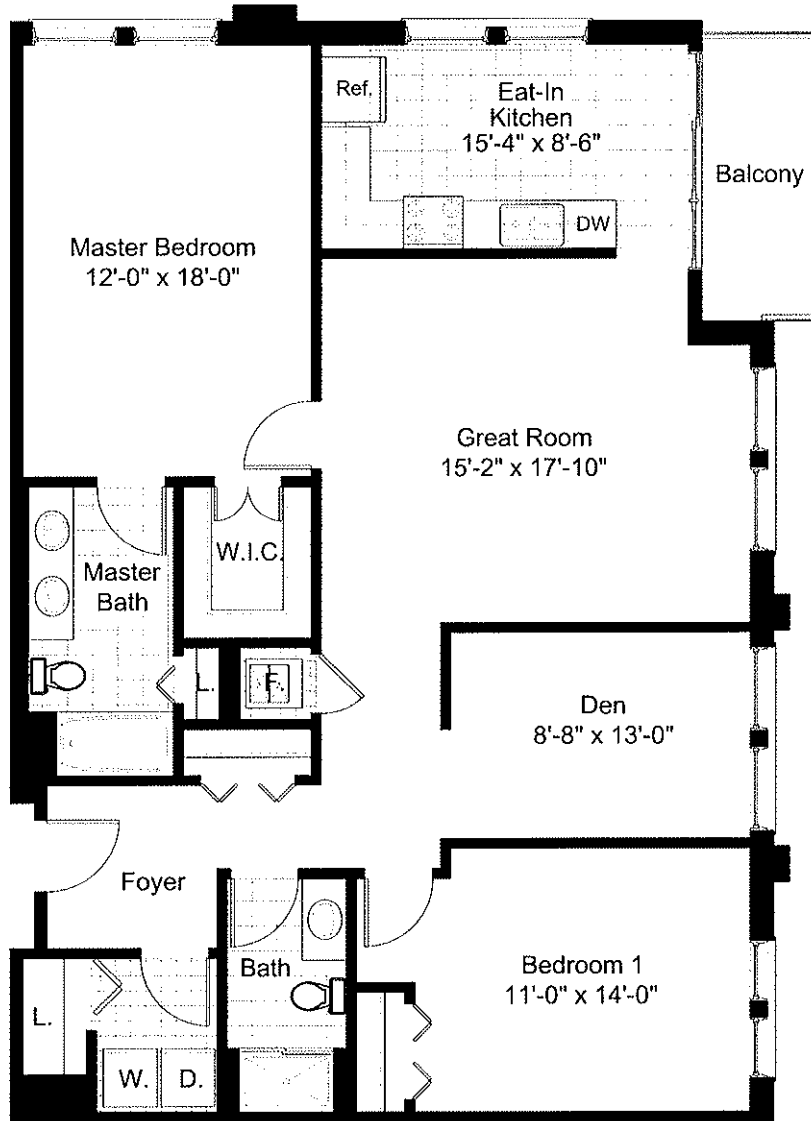 Ref.
Eat-In
Kitchen
15'-4" x 8'-6"
Balcony
DW
Master Bedroom
12'-0" x 18'-0"
Great Room
15'-2" x 17'-10"
W.I.C.
Master
Bath
L.
F.
Den
8'-8" x 13'-0"
Foyer
Bath
Bedroom 1
11'-0" x 14'-0"
L.
W.
D.